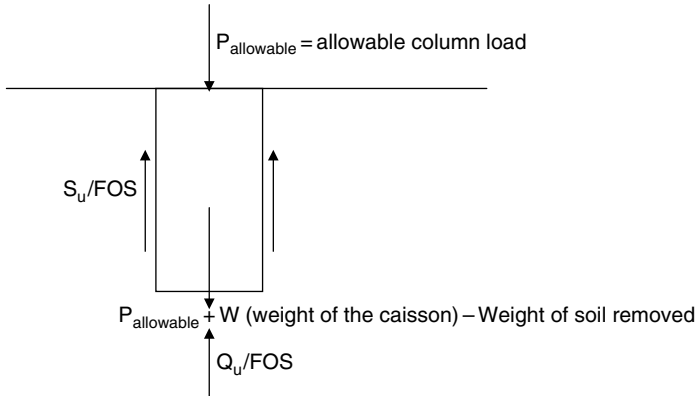 P_allowable = allowable column load
S_u/FOS
P_allowable + W (weight of the caisson) – Weight of soil removed
Q_u/FOS